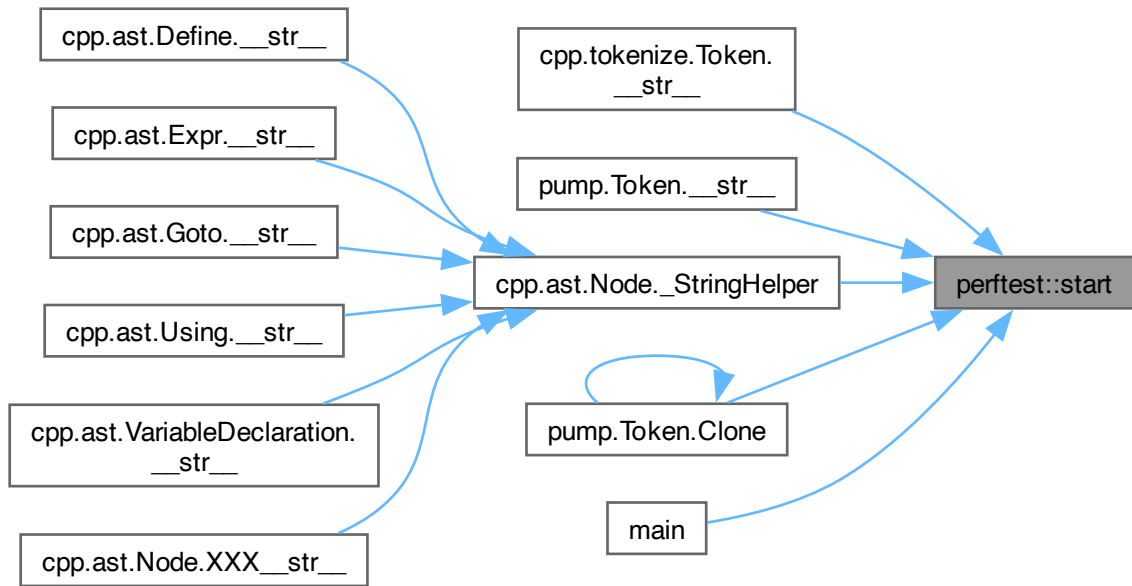 cpp.ast.Define.__str__
cpp.ast.Expr.__str__
cpp.ast.Goto.__str__
cpp.ast.Using.__str__
cpp.ast.VariableDeclaration.
__str__
cpp.ast.Node.XXX__str__
cpp.tokenize.Token.
__str__
pump.Token.__str__
cpp.ast.Node._StringHelper
pump.Token.Clone
main
perftest::start